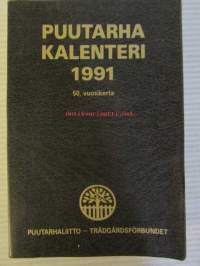 PUUTARHA
KALENTERI
1991
50. vuosikerta
PUUTARHALIITTO – TRÄDGÅRDSFÖRBUNDET